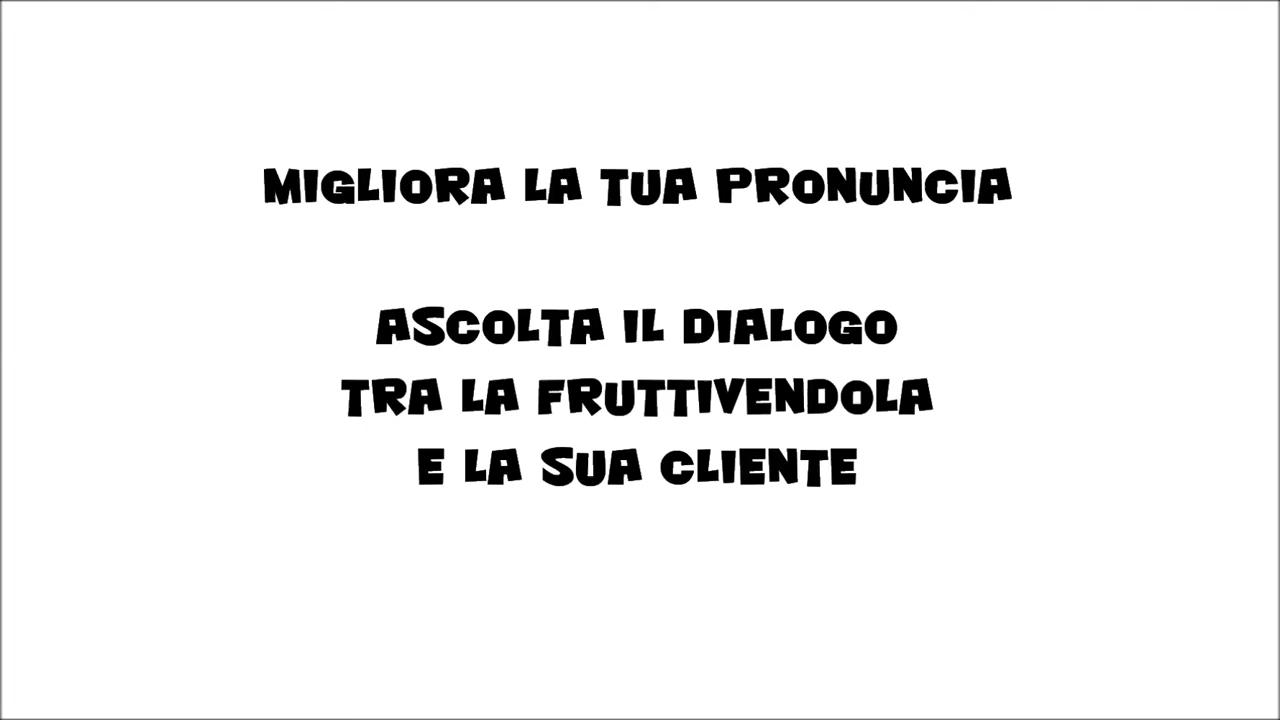 MIGLIORA LA TUA PRONUNCIA
ASCOLTA IL DIALOGO
TRA LA FRUTTIVENDOLA
E LA SUA CLIENTE